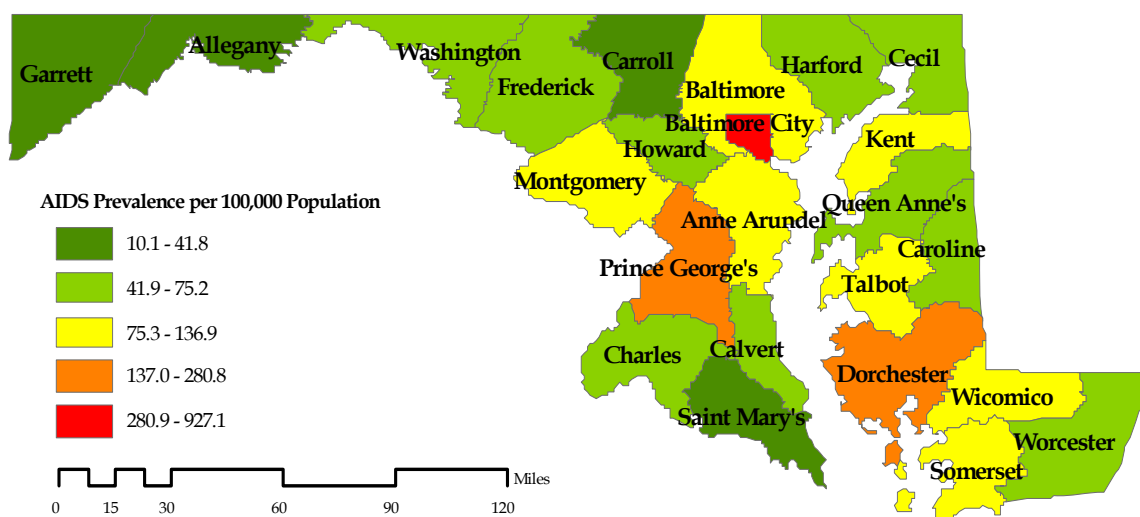 Garrett
Allegany
Washington
Frederick
Carroll
Baltimore
Harford
Cecil
Baltimore City
Howard
Kent
Montgomery
Anne Arundel
Queen Anne's
Caroline
Prince George's
Talbot
Charles
Calvert
Dorchester
Saint Mary's
Wicomico
Worcester
Somerset
AIDS Prevalence per 100,000 Population
10.1 - 41.8
41.9 - 75.2
75.3 - 136.9
137.0 - 280.8
280.9 - 927.1
Miles
0 15 30 60 90 120